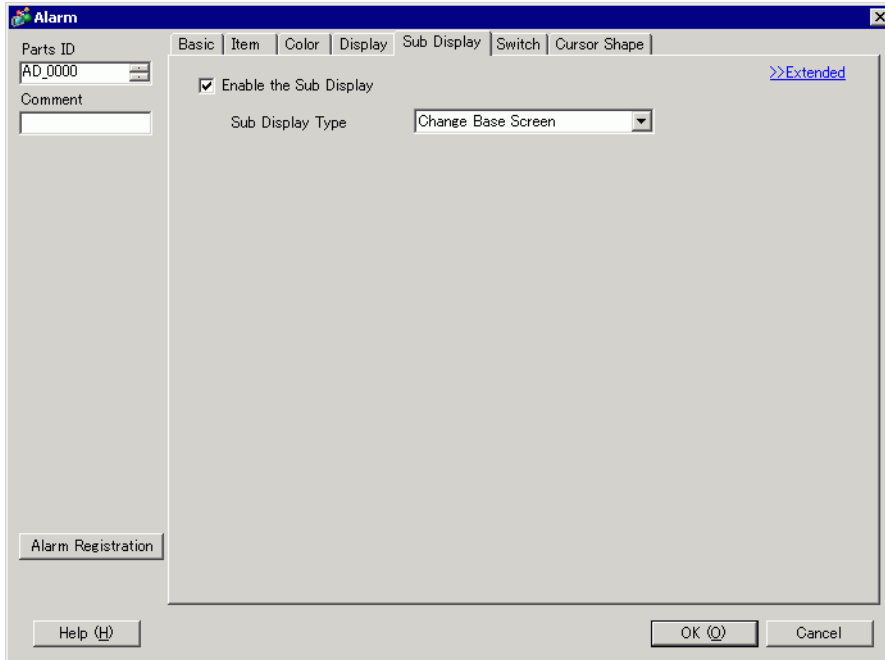 Alarm
Parts ID
AD_0000
Comment
Basic Item Color Display Sub Display Switch Cursor Shape
>>Extended
Enable the Sub Display
Sub Display Type Change Base Screen
Alarm Registration
Help (H) OK (O) Cancel